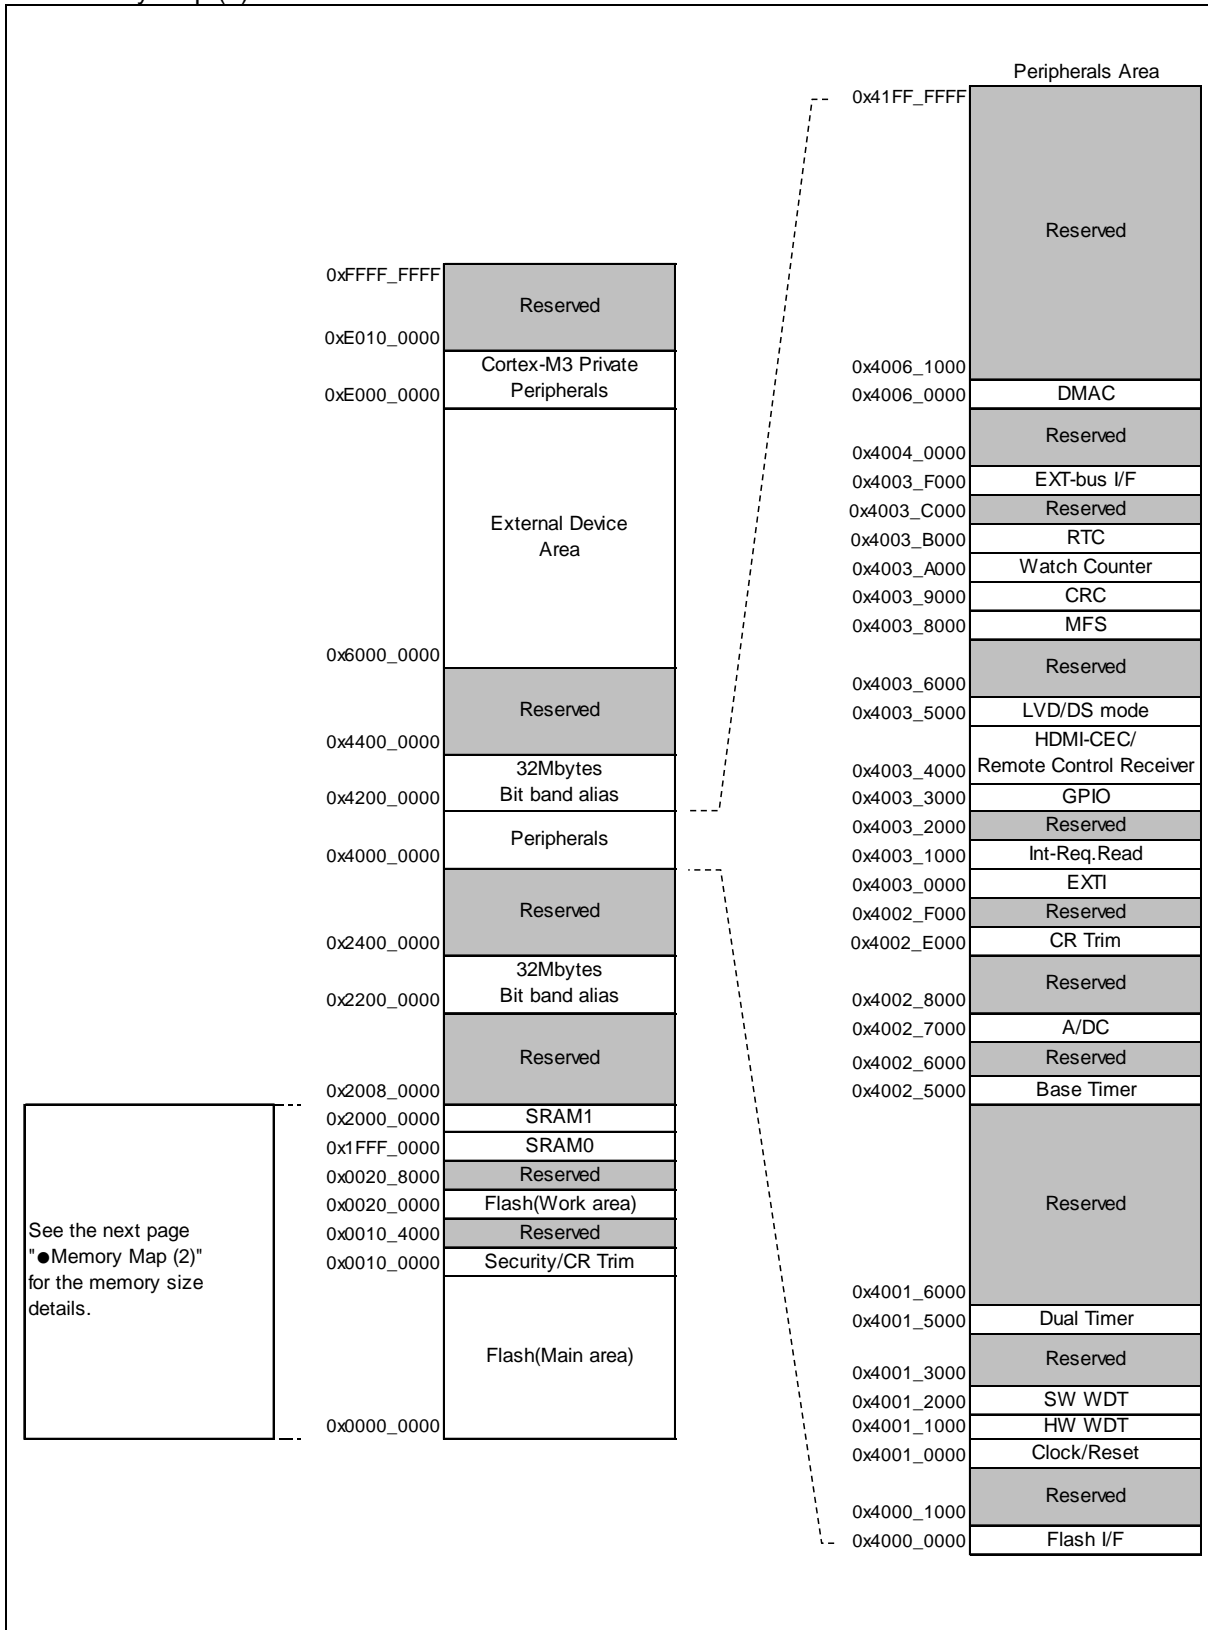 Peripherals Area
0x41FF_FFFF
Reserved
0x4006_1000
0x4006_0000 DMAC
Reserved
0x4004_0000
0x4003_F000 EXT-bus I/F
0x4003_C000 Reserved
0x4003_B000 RTC
0x4003_A000 Watch Counter
0x4003_9000 CRC
0x4003_8000 MFS
Reserved
0x4003_6000
0x4003_5000 LVD/DS mode
HDMI-CEC/
0x4003_4000 Remote Control Receiver
0x4003_3000 GPIO
0x4003_2000 Reserved
0x4003_1000 Int-Req.Read
0x4003_0000 EXTI
0x4002_F000 Reserved
0x4002_E000 CR Trim
Reserved
0x4002_8000
0x4002_7000 A/DC
0x4002_6000 Reserved
0x4002_5000 Base Timer
Reserved
0x4001_6000
0x4001_5000 Dual Timer
Reserved
0x4001_3000
0x4001_2000 SW WDT
0x4001_1000 HW WDT
0x4001_0000 Clock/Reset
Reserved
0x4000_1000
0x4000_0000 Flash I/F
0xFFFF_FFFF
Reserved
0xE010_0000
Cortex-M3 Private
0xE000_0000 Peripherals
External Device
Area
0x6000_0000
Reserved
0x4400_0000
32Mbytes
0x4200_0000 Bit band alias
Peripherals
0x4000_0000
Reserved
0x2400_0000
32Mbytes
0x2200_0000 Bit band alias
Reserved
0x2008_0000
0x2000_0000 SRAM1
0x1FFF_0000 SRAM0
0x0020_8000 Reserved
0x0020_0000 Flash(Work area)
0x0010_4000 Reserved
0x0010_0000 Security/CR Trim
Flash(Main area)
0x0000_0000
See the next page
"●Memory Map (2)"
for the memory size
details.